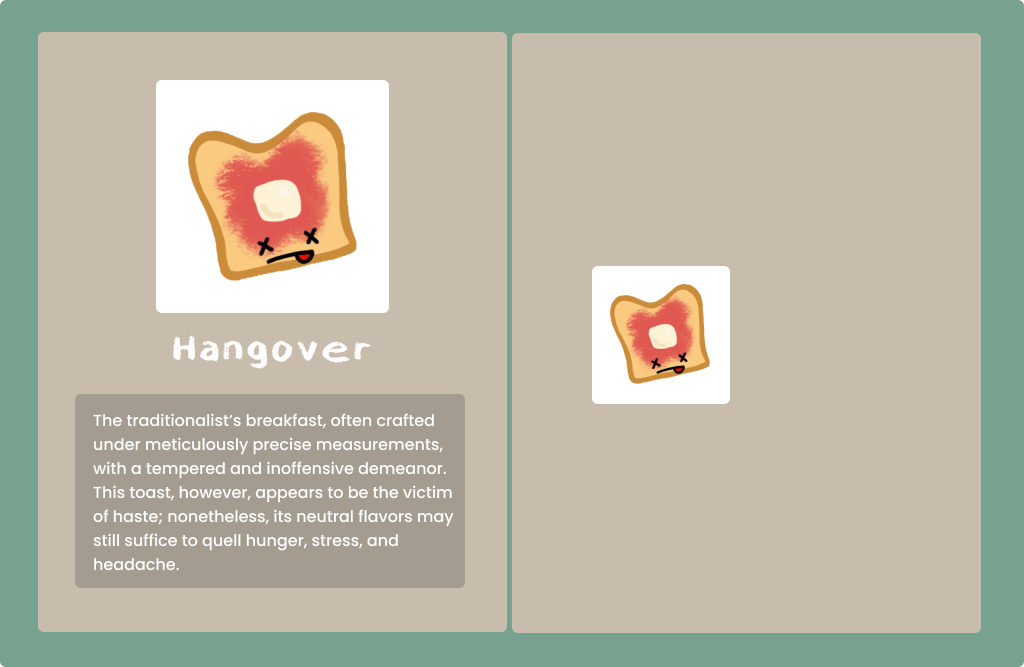 Hangover
The traditionalist’s breakfast, often crafted
under meticulously precise measurements,
with a tempered and inoffensive demeanor.
This toast, however, appears to be the victim
of haste; nonetheless, its neutral flavors may
still suffice to quell hunger, stress, and
headache.